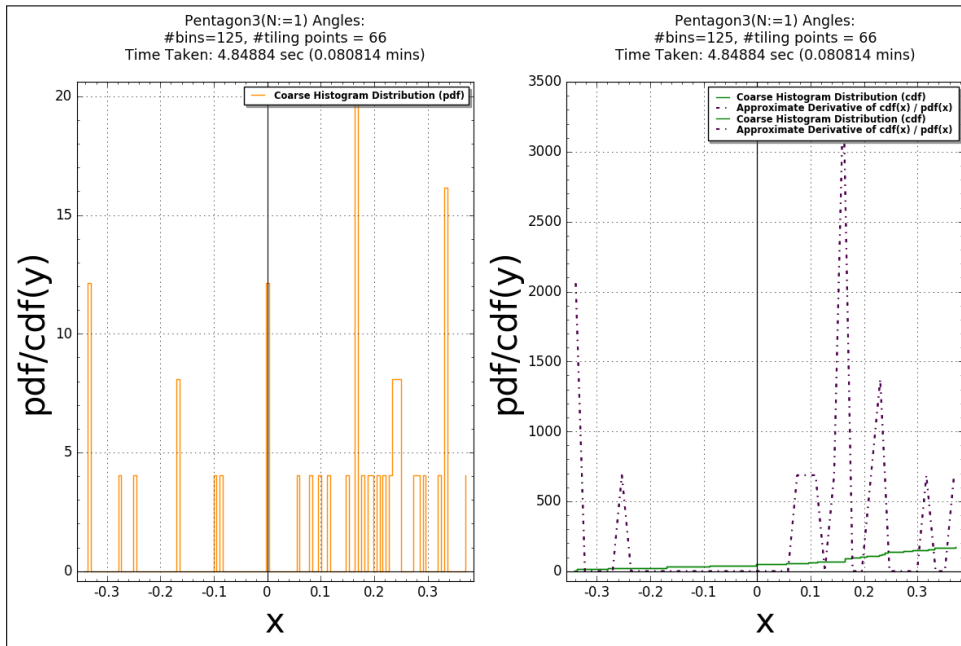 Pentagon3(N:=1) Angles:
#bins=125, #tiling points = 66
Time Taken: 4.84884 sec (0.080814 mins)
Coarse Histogram Distribution (pdf)
20
15
10
5
0
pdf/cdf(y)
-0.3 -0.2 -0.1 0 0.1 0.2 0.3
x
Pentagon3(N:=1) Angles:
#bins=125, #tiling points = 66
Time Taken: 4.84884 sec (0.080814 mins)
Coarse Histogram Distribution (cdf)
Approximate Derivative of cdf(x) / pdf(x)
Coarse Histogram Distribution (cdf)
Approximate Derivative of cdf(x) / pdf(x)
3500
3000
2500
2000
1500
1000
500
0
pdf/cdf(y)
-0.3 -0.2 -0.1 0 0.1 0.2 0.3
x